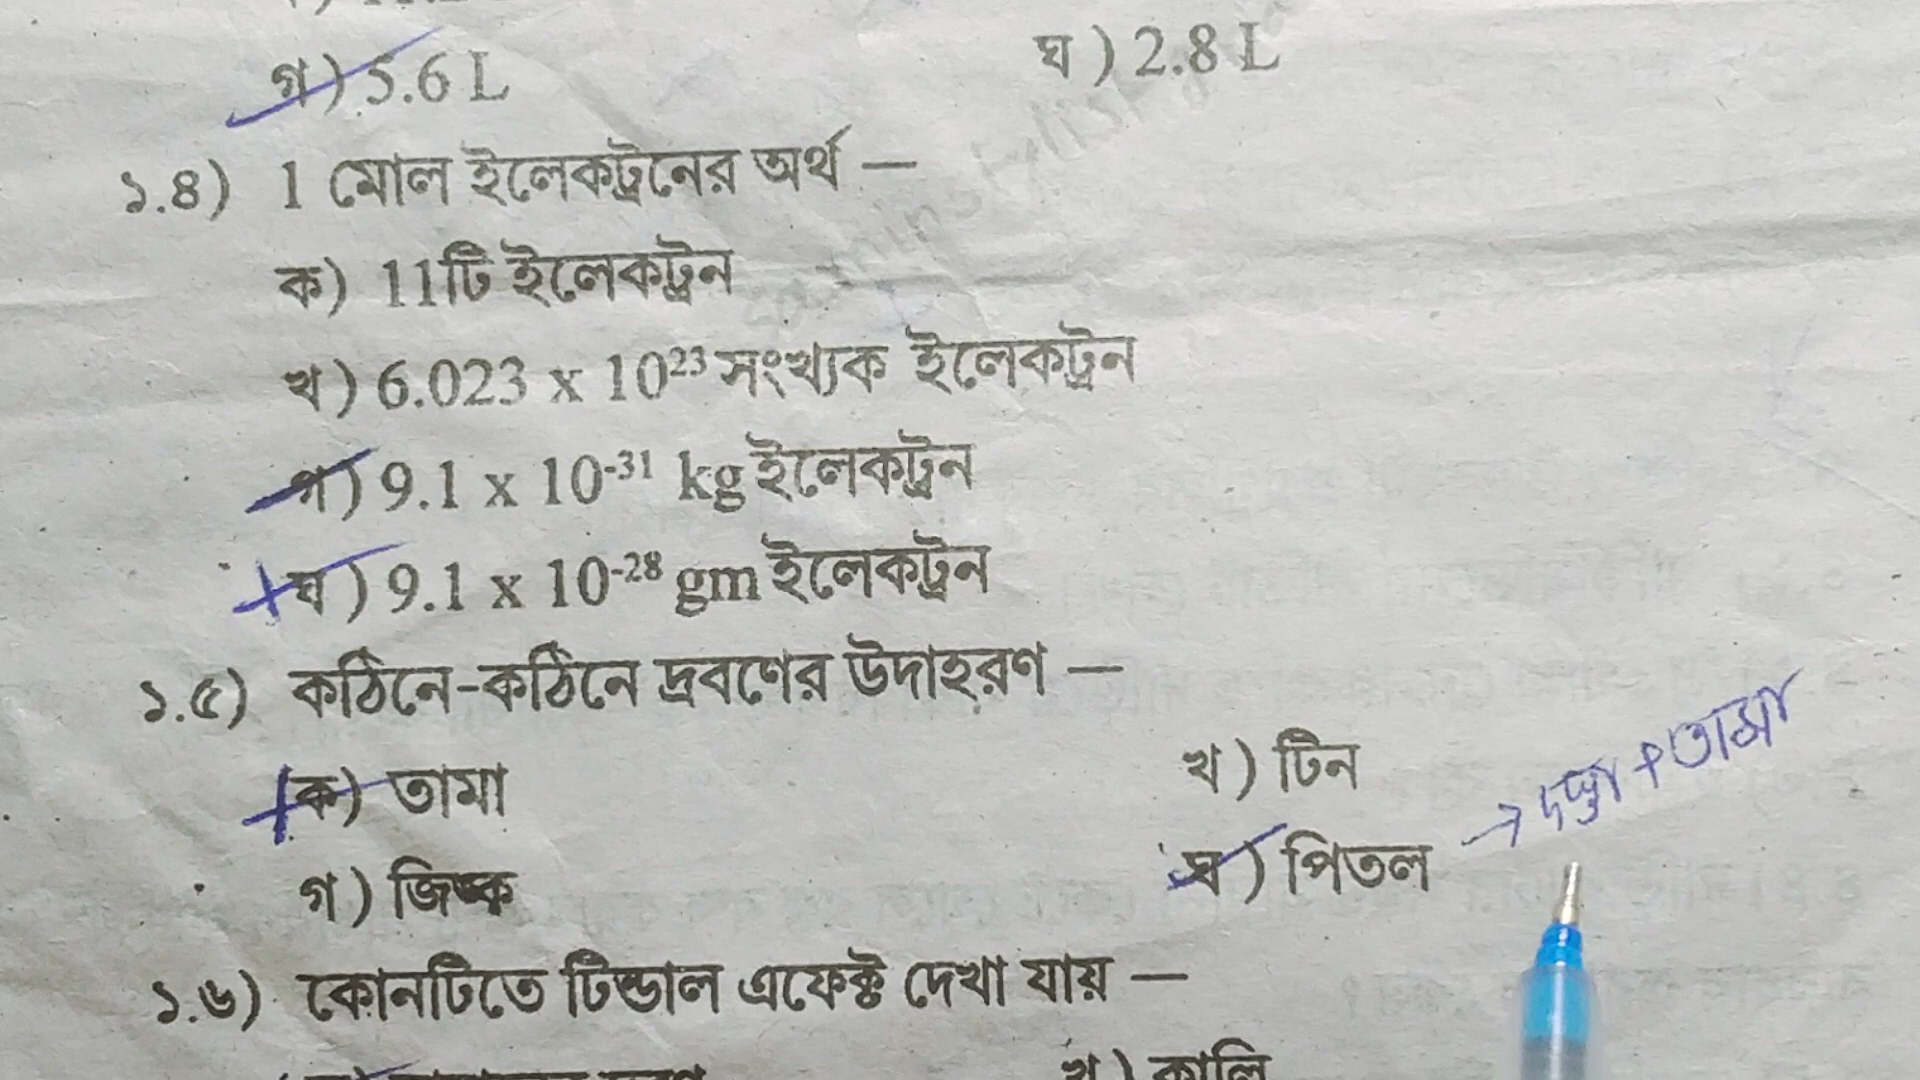 গ) 5.6 L
ঘ) 2.8 L
১.৪) 1 মোল ইলেকট্রনের অর্থ —
ক) 11টি ইলেকট্রন
খ) 6.023 x 10²³ সংখ্যক ইলেকট্রন
গ) 9.1 x 10⁻³¹ kg ইলেকট্রন
ঘ) 9.1 x 10⁻²⁸ gm ইলেকট্রন
১.৫) কঠিনে-কঠিনে দ্রবণের উদাহরণ —
ক) তামা
খ) টিন
গ) জিঙ্ক
ঘ) পিতল → দস্তা + তামা
১.৬) কোনটিতে টিন্ডাল এফেক্ট দেখা যায় —
খ) কালি